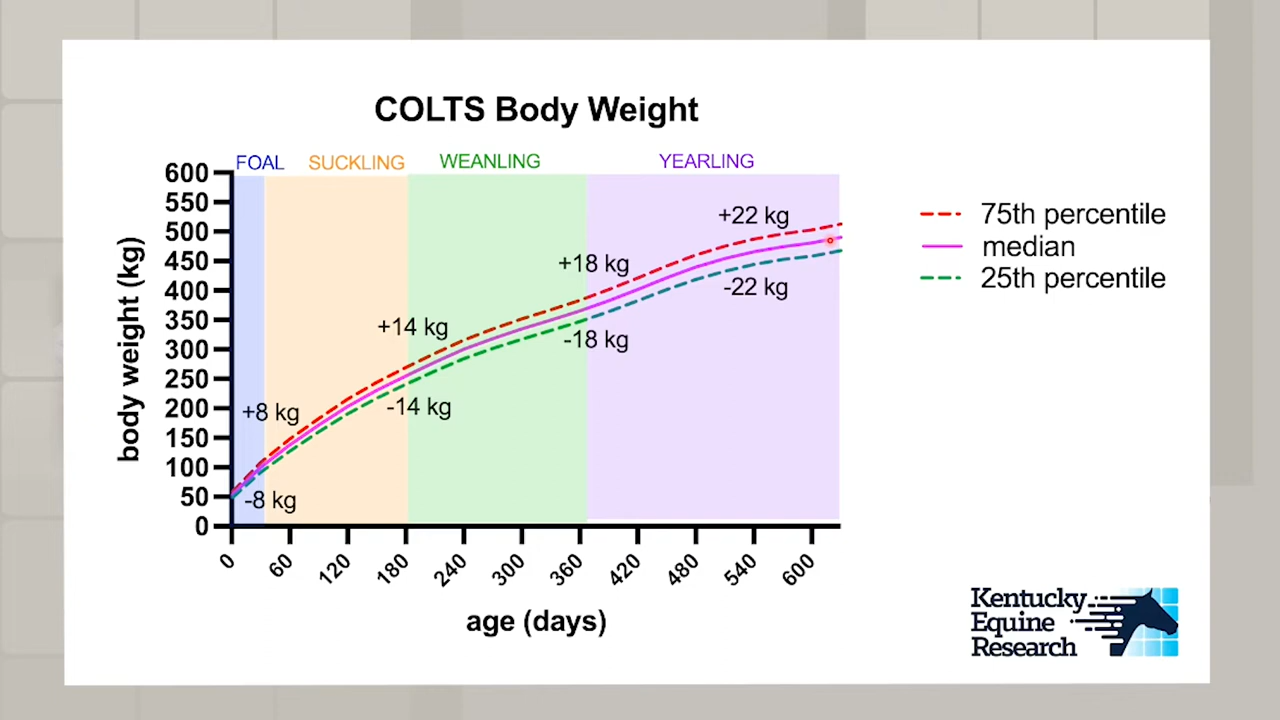 COLTS Body Weight
FOAL SUCKLING WEANLING YEARLING
600
550
500
450
400
350
300
250
200
150
100
50
0
body weight (kg)
+22 kg
-22 kg
+18 kg
-18 kg
+14 kg
-14 kg
+8 kg
-8 kg
0 60 120 180 240 300 360 420 480 540 600
age (days)
75th percentile
median
25th percentile
Kentucky
Equine
Research